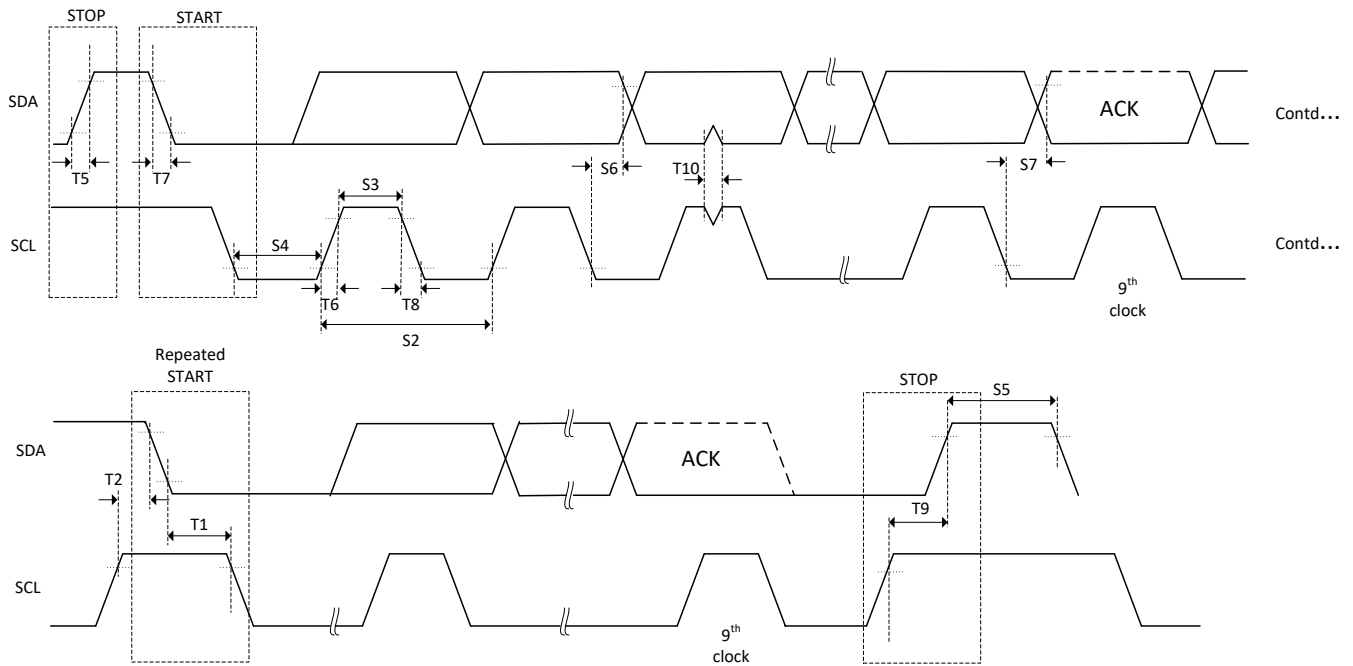 STOP
START
SDA
ACK
Contd...
T5
T7
S6
T10
S7
S3
SCL
S4
Contd...
T6
T8
9th
clock
S2
Repeated
START
STOP
S5
SDA
ACK
T2
T9
T1
SCL
9th
clock